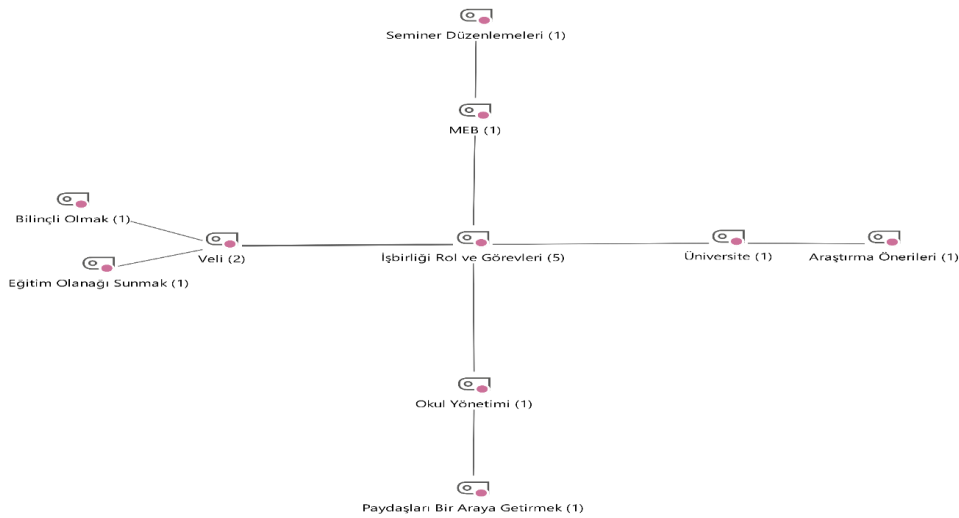 Seminer Düzenlemeleri (1)
MEB (1)
Bilinçli Olmak (1)
Veli (2)
İşbirliği Rol ve Görevleri (5)
Üniversite (1)
Araştırma Önerileri (1)
Eğitim Olanağı Sunmak (1)
Okul Yönetimi (1)
Paydaşları Bir Araya Getirmek (1)